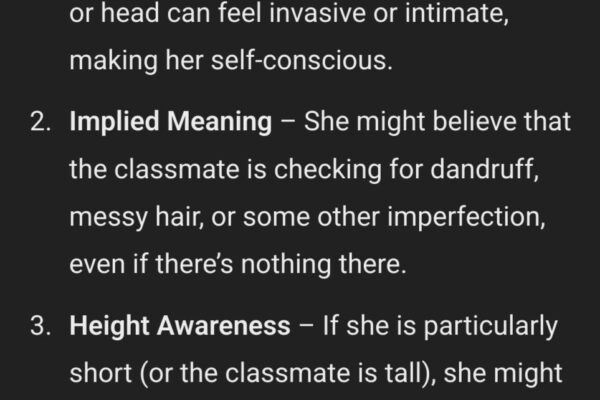 or head can feel invasive or intimate,
making her self-conscious.
2. Implied Meaning – She might believe that
the classmate is checking for dandruff,
messy hair, or some other imperfection,
even if there’s nothing there.
3. Height Awareness – If she is particularly
short (or the classmate is tall), she might